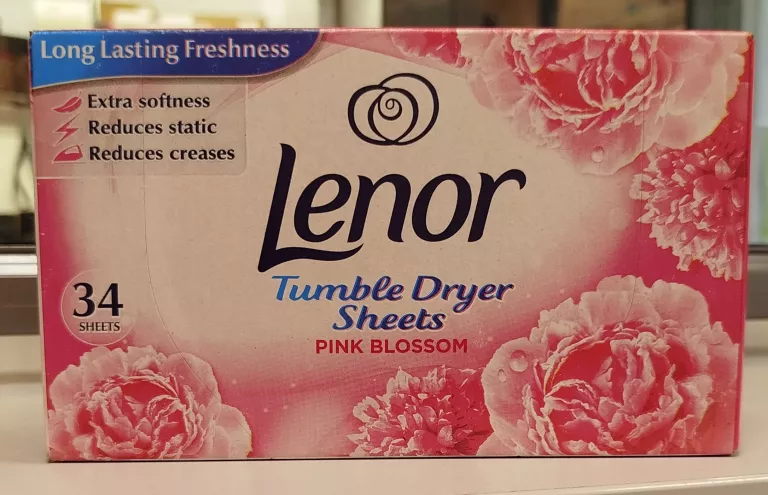 Long Lasting Freshness
Extra softness
Reduces static
Reduces creases
Lenor
Tumble Dryer
Sheets
PINK BLOSSOM
34
SHEETS